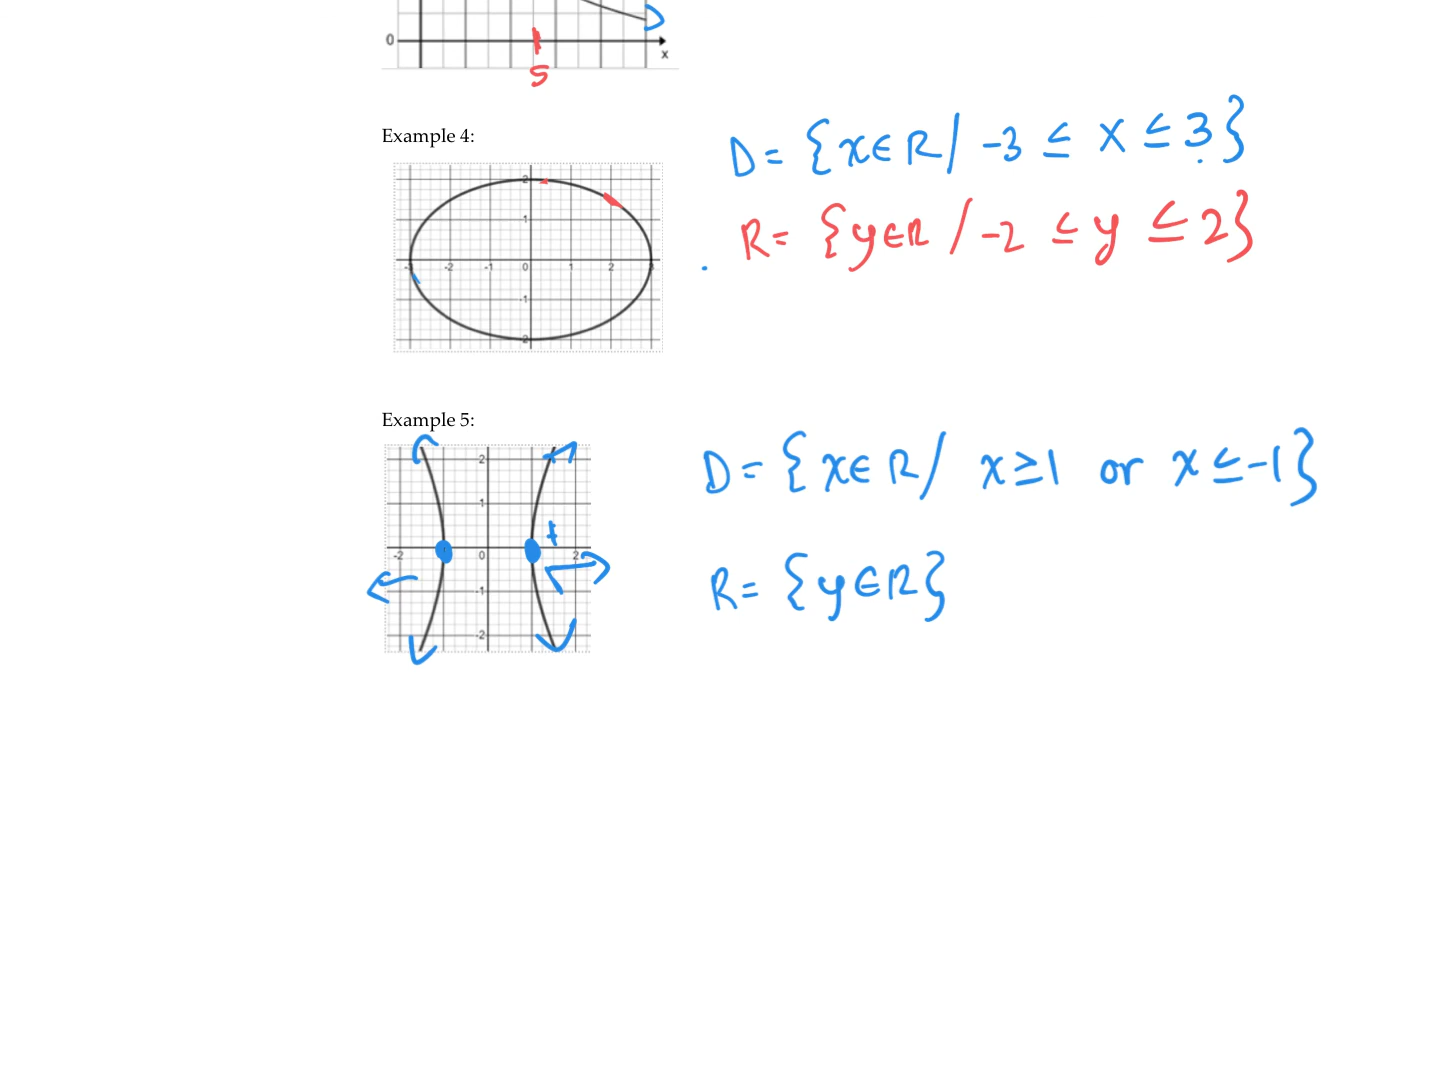 0
x
5
Example 4:
D = {x∈R/ -3 ≤ x ≤ 3}
R = {y∈R / -2 ≤ y ≤ 2}
2
1
-2 -1 0 1 2
-1
-2
Example 5:
D = {x∈R/ x≥1 or x≤-1}
R = {y∈R}
2
1
-2 0 2
-1
-2